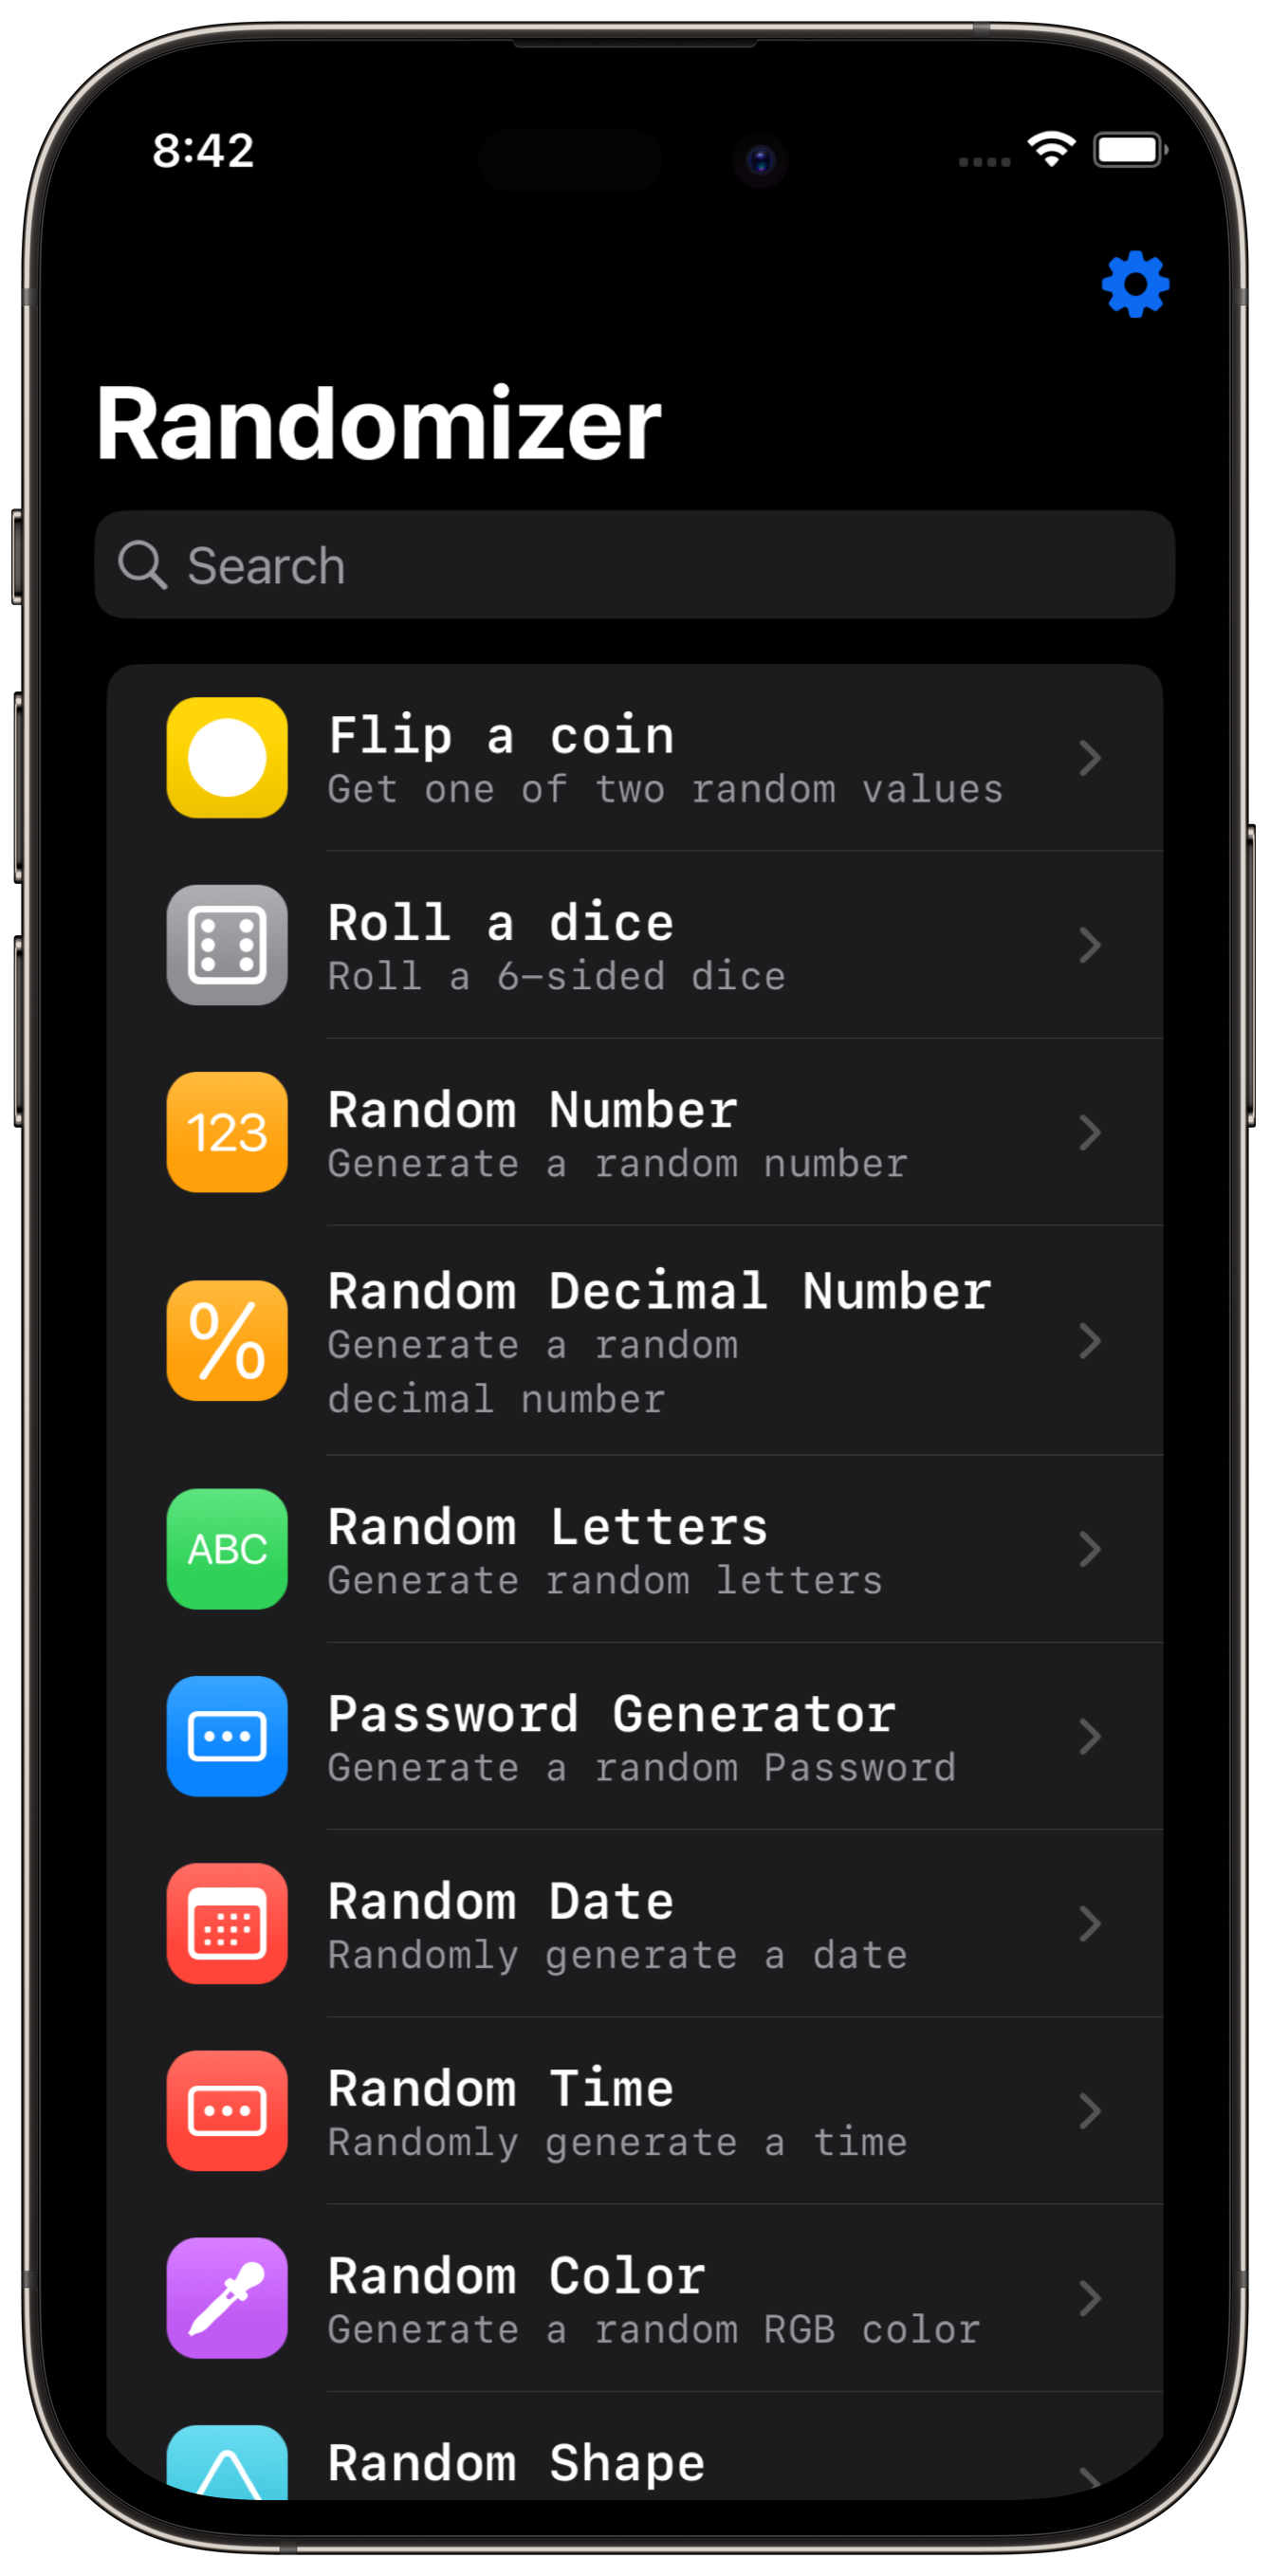 8:42
Randomizer
Search
Flip a coin
Get one of two random values
Roll a dice
Roll a 6-sided dice
123
Random Number
Generate a random number
%
Random Decimal Number
Generate a random
decimal number
ABC
Random Letters
Generate random letters
Password Generator
Generate a random Password
Random Date
Randomly generate a date
Random Time
Randomly generate a time
Random Color
Generate a random RGB color
Random Shape